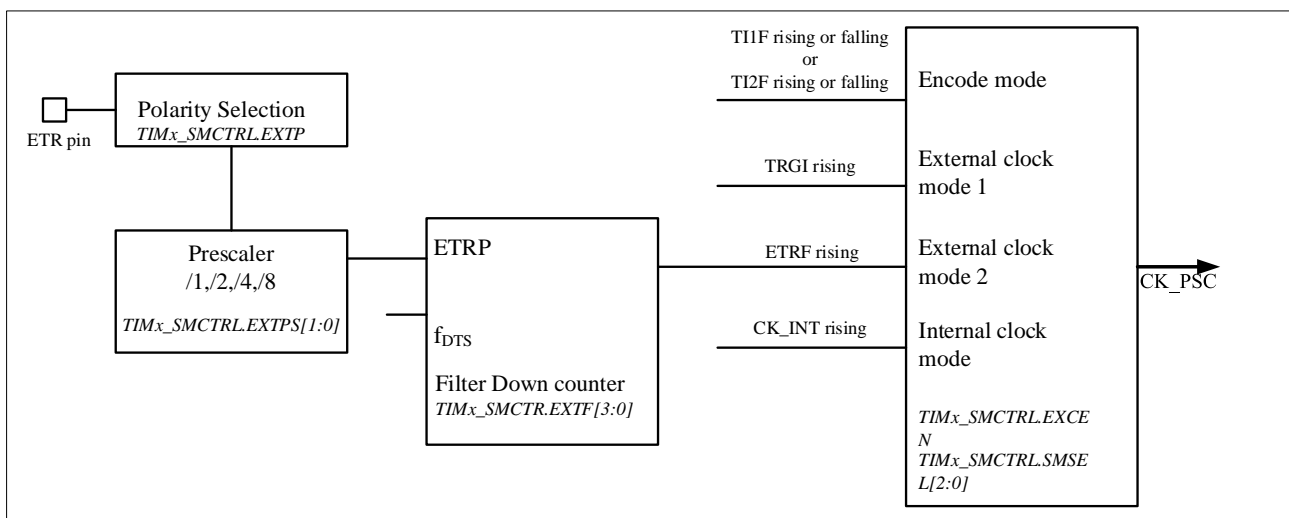 ETR pin
Polarity Selection
TIMx_SMCTRL.EXTP
Prescaler
/1,/2,/4,/8
TIMx_SMCTRL.EXTPS[1:0]
ETRP
fDTS
Filter Down counter
TIMx_SMCTR.EXTF[3:0]
TI1F rising or falling
or
TI2F rising or falling
TRGI rising
ETRF rising
CK_INT rising
Encode mode
External clock
mode 1
External clock
mode 2
Internal clock
mode
TIMx_SMCTRL.EXCE
N
TIMx_SMCTRL.SMSE
L[2:0]
CK_PSC